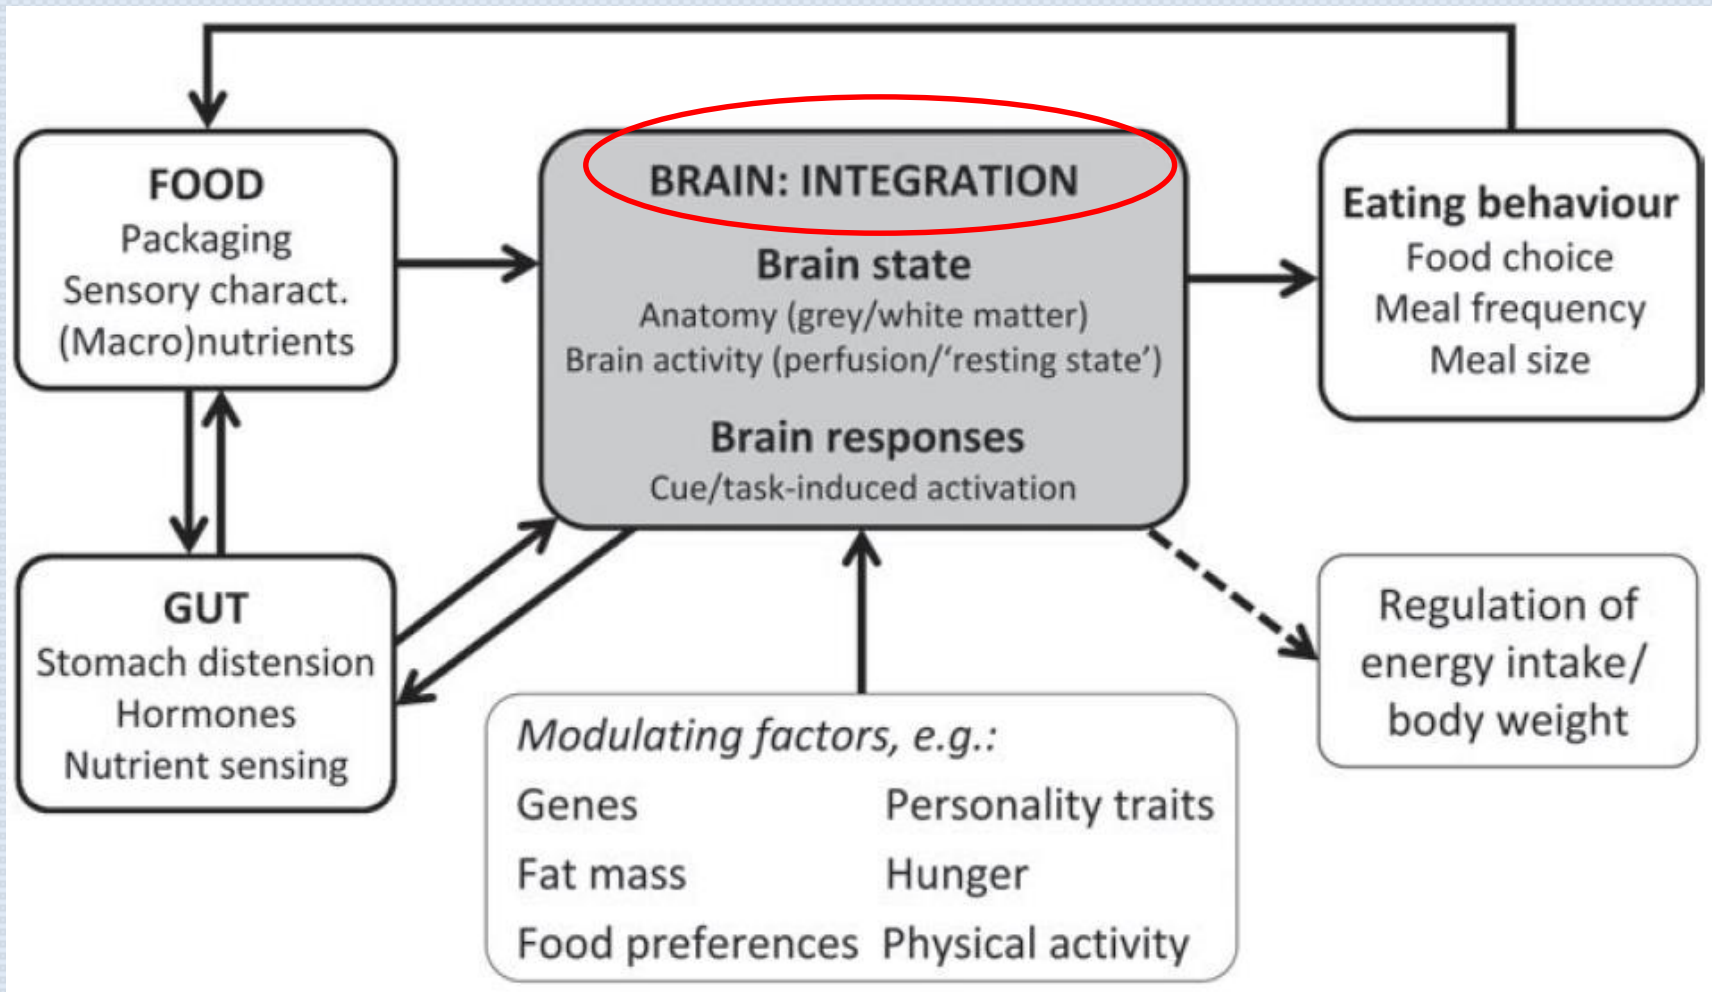 FOOD
Packaging
Sensory charact.
(Macro)nutrients
BRAIN: INTEGRATION
Brain state
Anatomy (grey/white matter)
Brain activity (perfusion/‘resting state’)
Brain responses
Cue/task-induced activation
Eating behaviour
Food choice
Meal frequency
Meal size
GUT
Stomach distension
Hormones
Nutrient sensing
Modulating factors, e.g.:
Genes Personality traits
Fat mass Hunger
Food preferences Physical activity
Regulation of
energy intake/
body weight